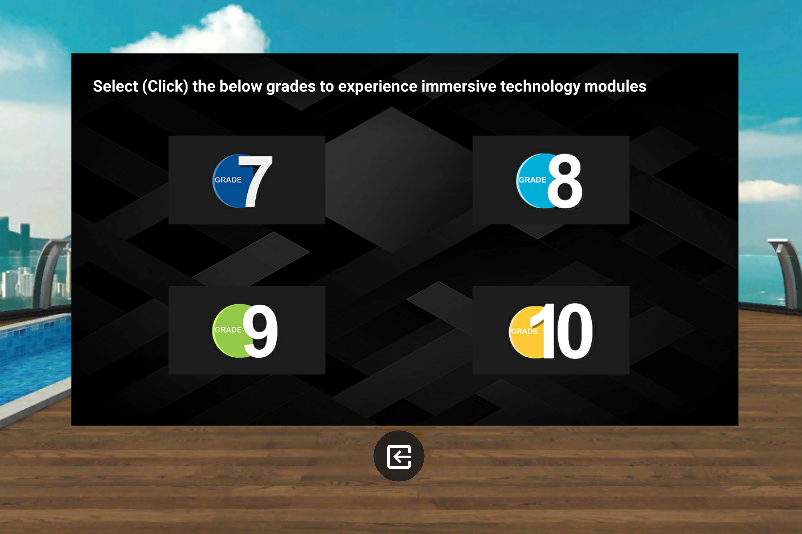 Select (Click) the below grades to experience immersive technology modules
GRADE 7
GRADE 8
GRADE 9
GRADE 10